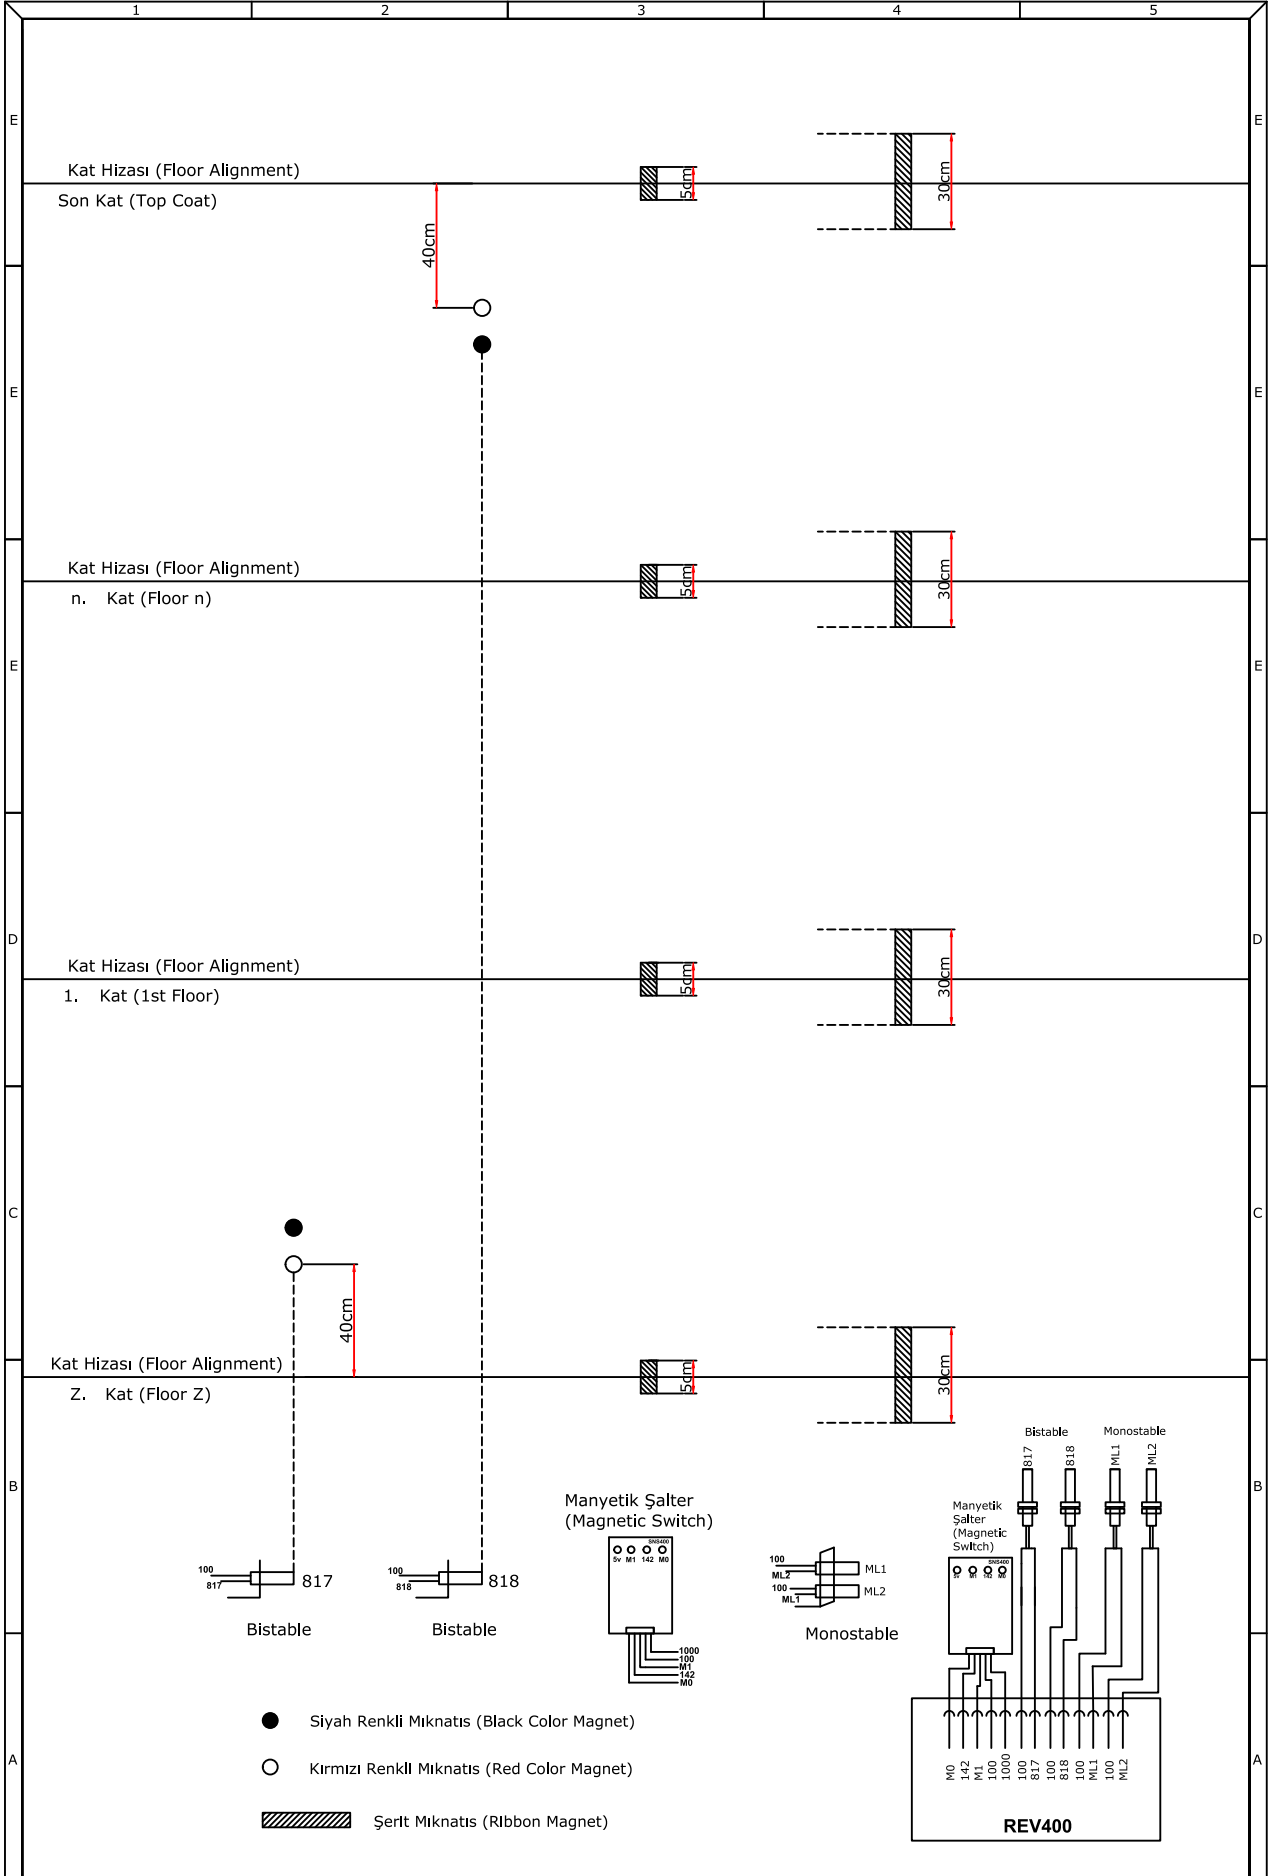 1 2 3 4 5
E E
Kat Hizası (Floor Alignment)
Son Kat (Top Coat)
5cm
30cm
40cm
E E
Kat Hizası (Floor Alignment)
n. Kat (Floor n)
5cm
30cm
E E
D D
Kat Hizası (Floor Alignment)
1. Kat (1st Floor)
5cm
30cm
C C
40cm
Kat Hizası (Floor Alignment)
Z. Kat (Floor Z)
5cm
30cm
B B
100
817
817
Bistable
100
818
818
Bistable
Manyetik Şalter
(Magnetic Switch)
SNS400
5v M1 142 M0
1000
100
M1
142
M0
100
ML2
ML1
100
ML1
ML2
Monostable
Bistable Monostable
817 818 ML1 ML2
Manyetik
Şalter
(Magnetic
Switch)
SNS400
5V M1 142 M0
M0 142 M1 100 1000 100 817 100 818 100 ML1 100 ML2
REV400
A A
Siyah Renkli Mıknatıs (Black Color Magnet)
Kırmızı Renkli Mıknatıs (Red Color Magnet)
Şerit Mıknatıs (Ribbon Magnet)